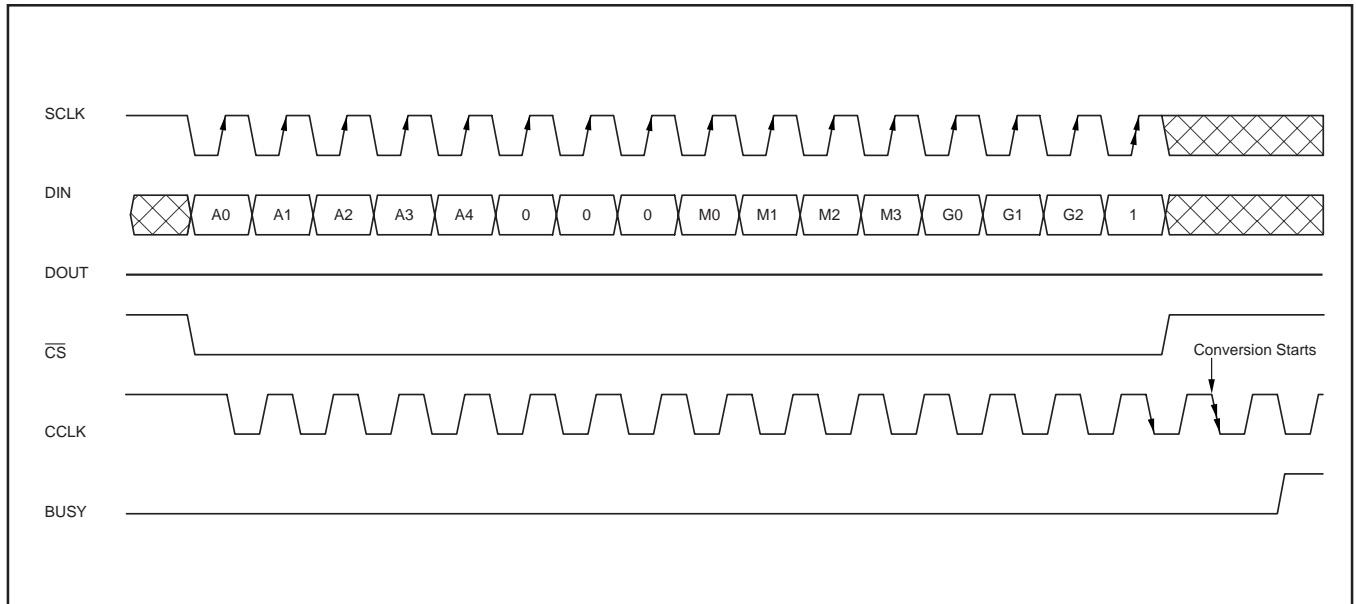 SCLK
DIN
A0 A1 A2 A3 A4 0 0 0 M0 M1 M2 M3 G0 G1 G2 1
DOUT
C̅S̅
Conversion Starts
CCLK
BUSY